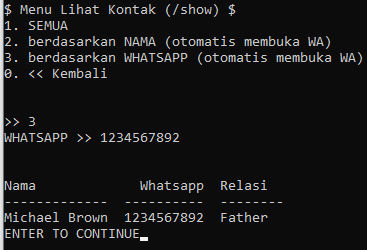 $ Menu Lihat Kontak (/show) $
1. SEMUA
2. berdasarkan NAMA (otomatis membuka WA)
3. berdasarkan WHATSAPP (otomatis membuka WA)
0. << Kembali
>> 3
WHATSAPP >> 1234567892
Nama Whatsapp Relasi
------------- ---------- --------
Michael Brown 1234567892 Father
ENTER TO CONTINUE